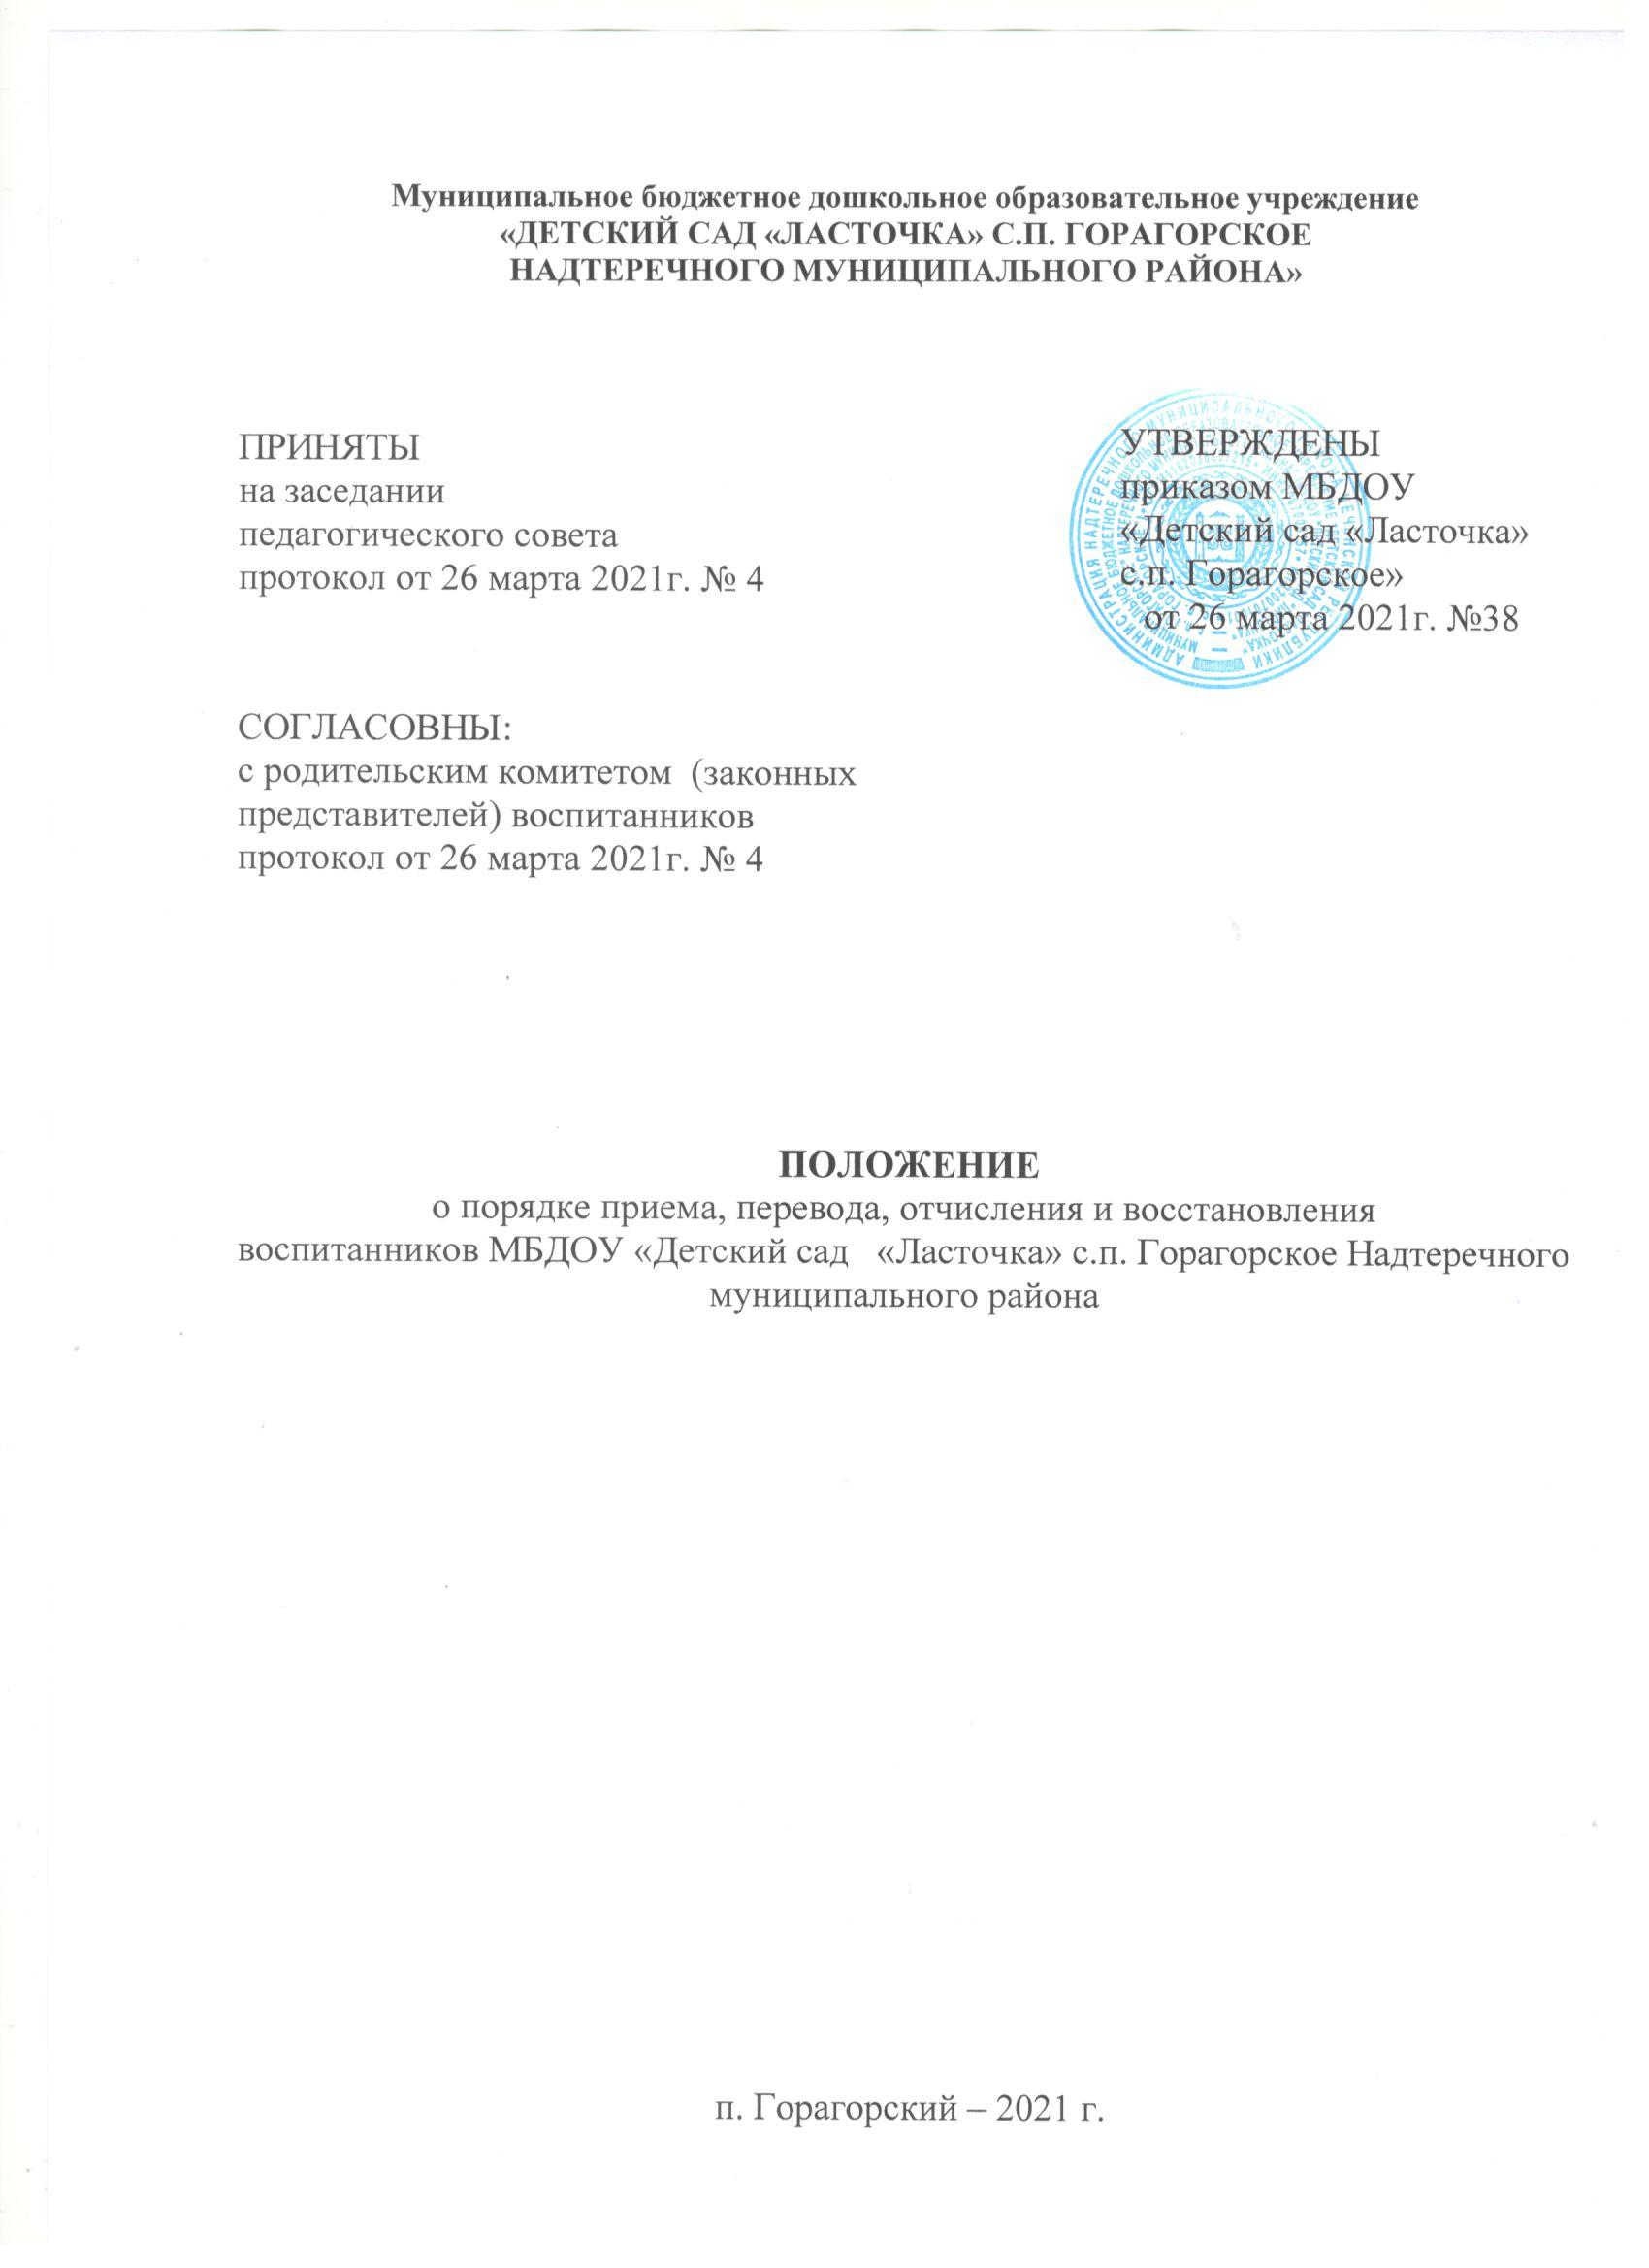 Муниципальное бюджетное дошкольное образовательное учреждение
«ДЕТСКИЙ САД «ЛАСТОЧКА» С.П. ГОРАГОРСКОЕ
НАДТЕРЕЧНОГО МУНИЦИПАЛЬНОГО РАЙОНА»
ПРИНЯТЫ
на заседании
педагогического совета
протокол от 26 марта 2021г. № 4
УТВЕРЖДЕНЫ
приказом МБДОУ
«Детский сад «Ласточка»
с.п. Горагорское»
от 26 марта 2021г. №38
СОГЛАСОВНЫ:
с родительским комитетом (законных
представителей) воспитанников
протокол от 26 марта 2021г. № 4
ПОЛОЖЕНИЕ
о порядке приема, перевода, отчисления и восстановления
воспитанников МБДОУ «Детский сад «Ласточка» с.п. Горагорское Надтеречного
муниципального района
п. Горагорский – 2021 г.